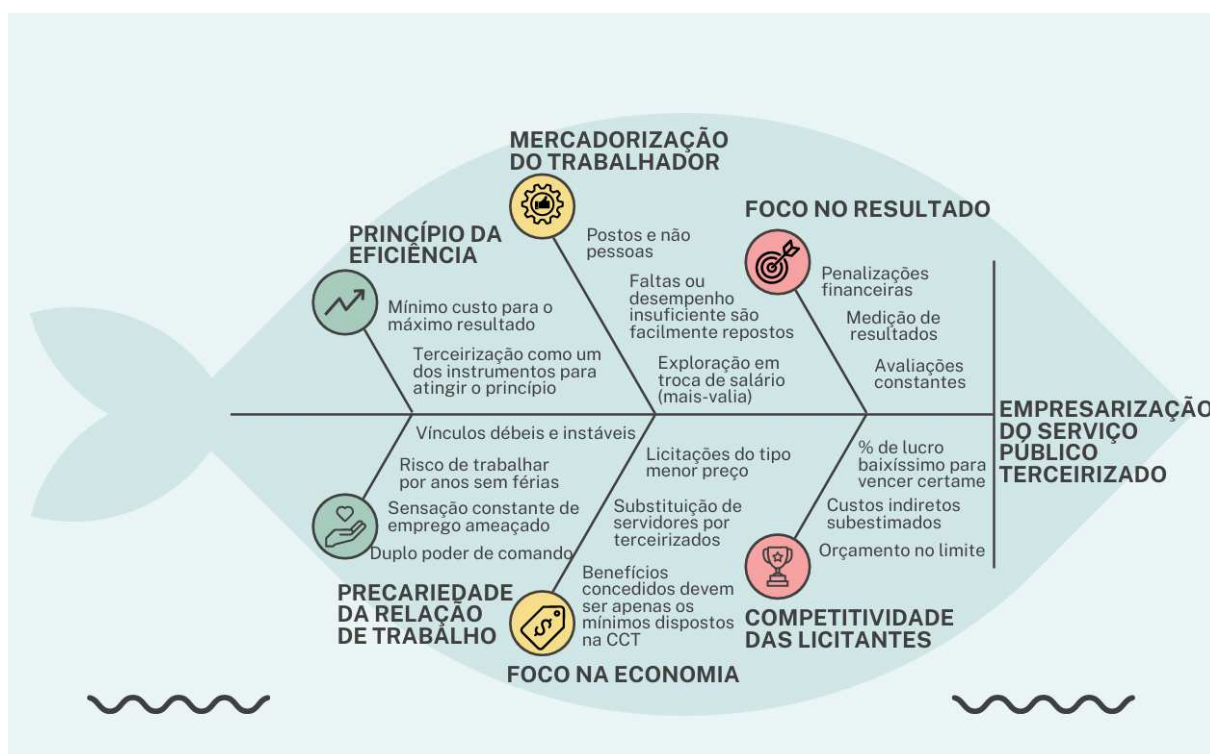 MERCADORIZAÇÃO
DO TRABALHADOR
Postos e não
pessoas
Faltas ou
desempenho
insuficiente são
facilmente repostos
Exploração em
troca de salário
(mais-valia)
FOCO NO RESULTADO
Penalizações
financeiras
Medição de
resultados
Avaliações
constantes
PRINCÍPIO DA
EFICIÊNCIA
Mínimo custo para o
máximo resultado
Terceirização como um
dos instrumentos para
atingir o princípio
EMPRESARIZAÇÃO
DO SERVIÇO
PÚBLICO
TERCEIRIZADO
Vínculos débeis e instáveis
Risco de trabalhar
por anos sem férias
Sensação constante de
emprego ameaçado
Duplo poder de comando
PRECARIEDADE
DA RELAÇÃO
DE TRABALHO
Licitações do tipo
menor preço
Substituição de
servidores por
terceirizados
Benefícios
concedidos devem
ser apenas os
mínimos dispostos
na CCT
$
FOCO NA ECONOMIA
% de lucro
baixíssimo para
vencer certame
Custos indiretos
subestimados
Orçamento no limite
COMPETITIVIDADE
DAS LICITANTES